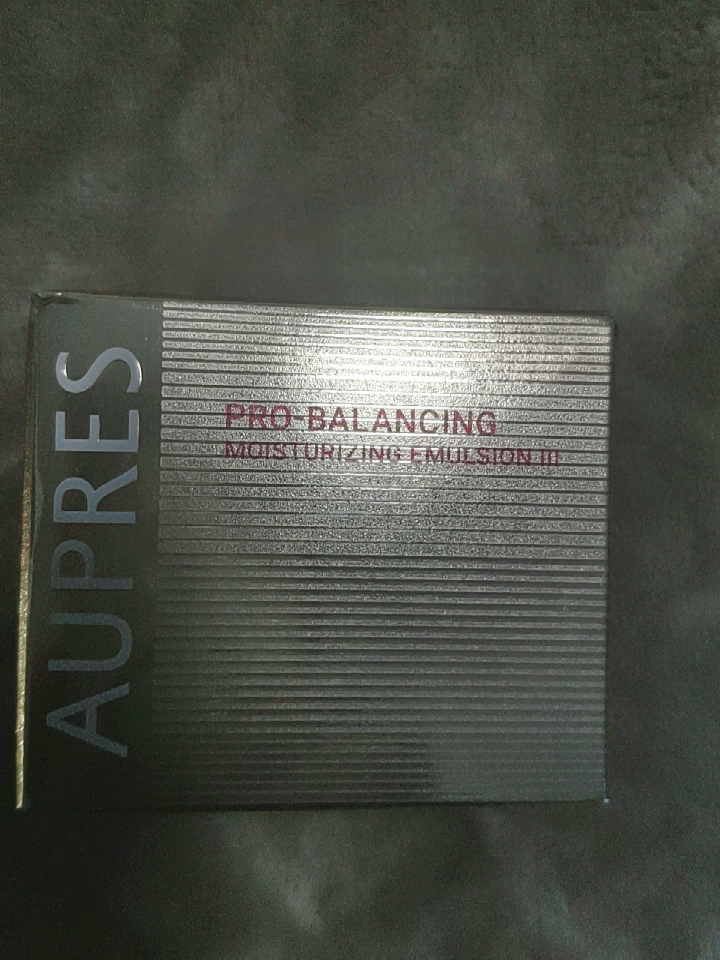 AUPRES
PRO-BALANCING
MOISTURIZING EMULSION III